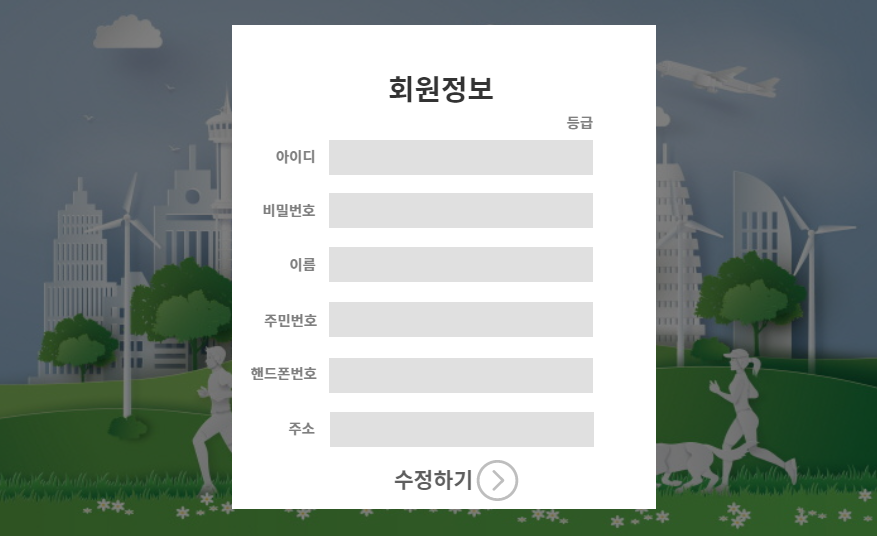 회원정보
등급
아이디
비밀번호
이름
주민번호
핸드폰번호
주소
수정하기